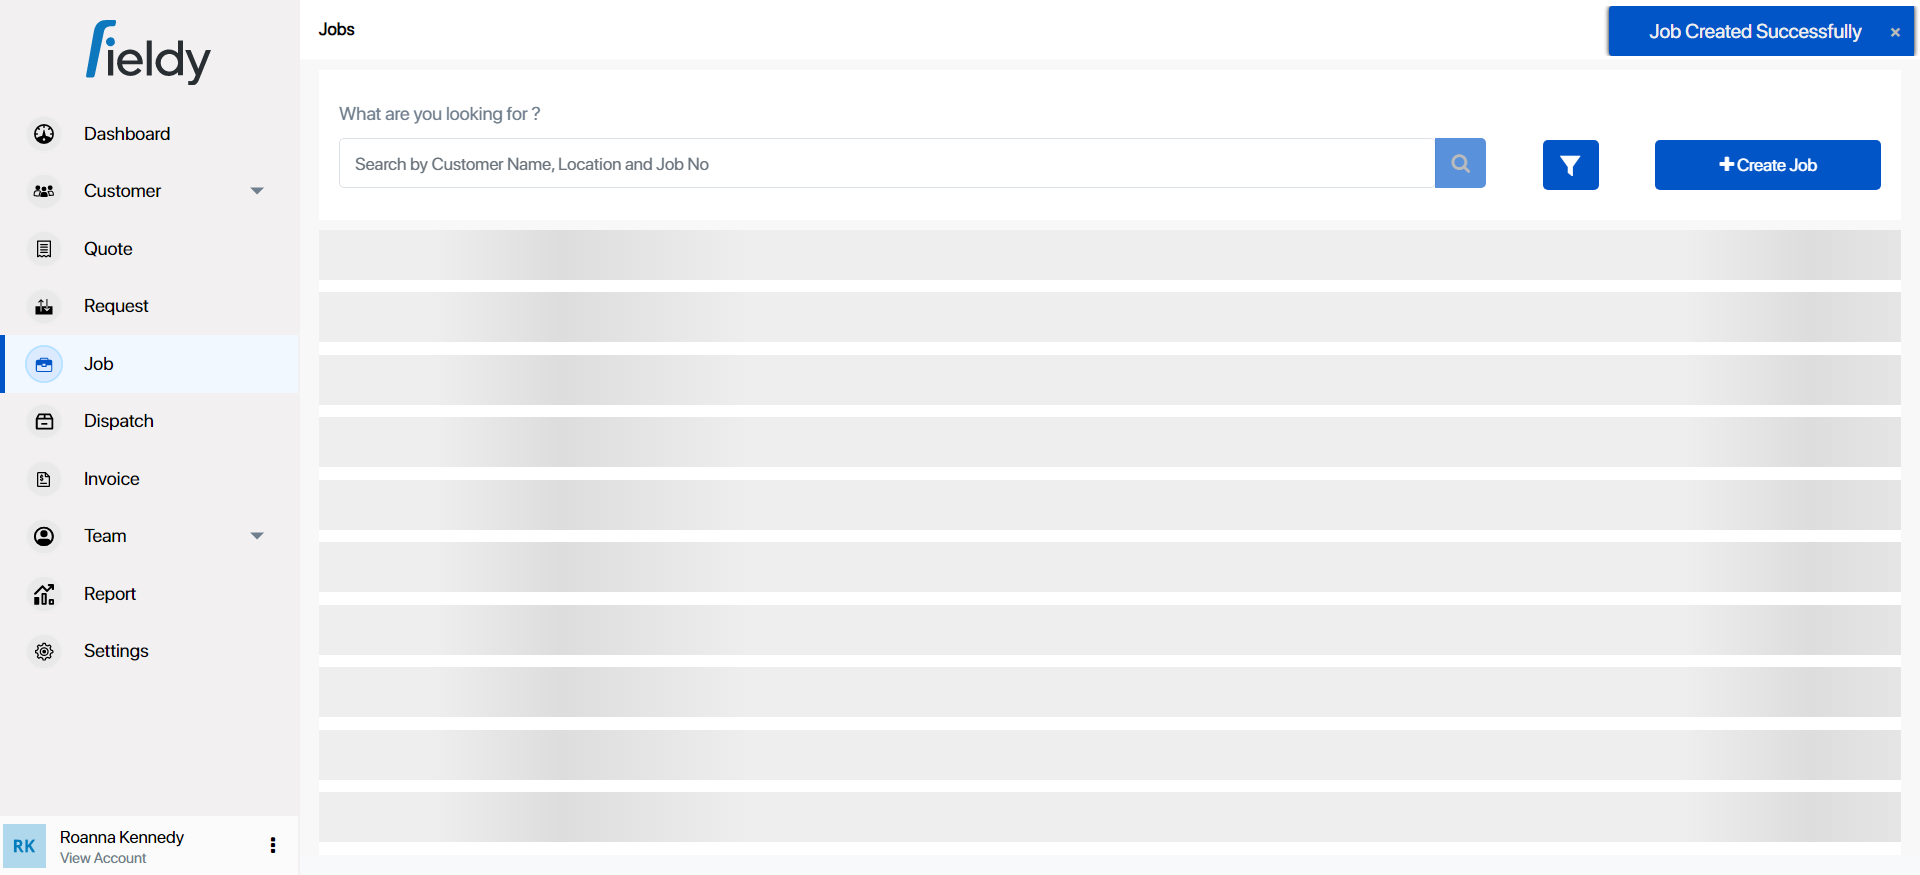 fieldy
Dashboard
Customer
Quote
Request
Job
Dispatch
Invoice
Team
Report
Settings
RK
Roanna Kennedy
View Account
Jobs
Job Created Successfully ×
What are you looking for ?
Search by Customer Name, Location and Job No
Create Job